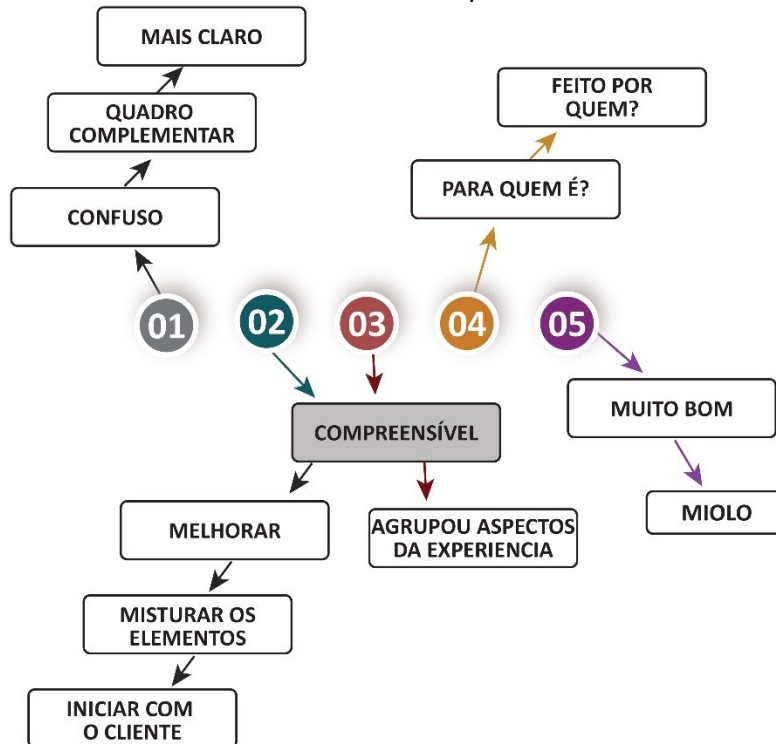 MAIS CLARO
QUADRO
COMPLEMENTAR
CONFUSO
FEITO POR
QUEM?
PARA QUEM É?
01
02
03
04
05
COMPREENSÍVEL
MUITO BOM
MELHORAR
AGRUPOU ASPECTOS
DA EXPERIENCIA
MIOLO
MISTURAR OS
ELEMENTOS
INICIAR COM
O CLIENTE